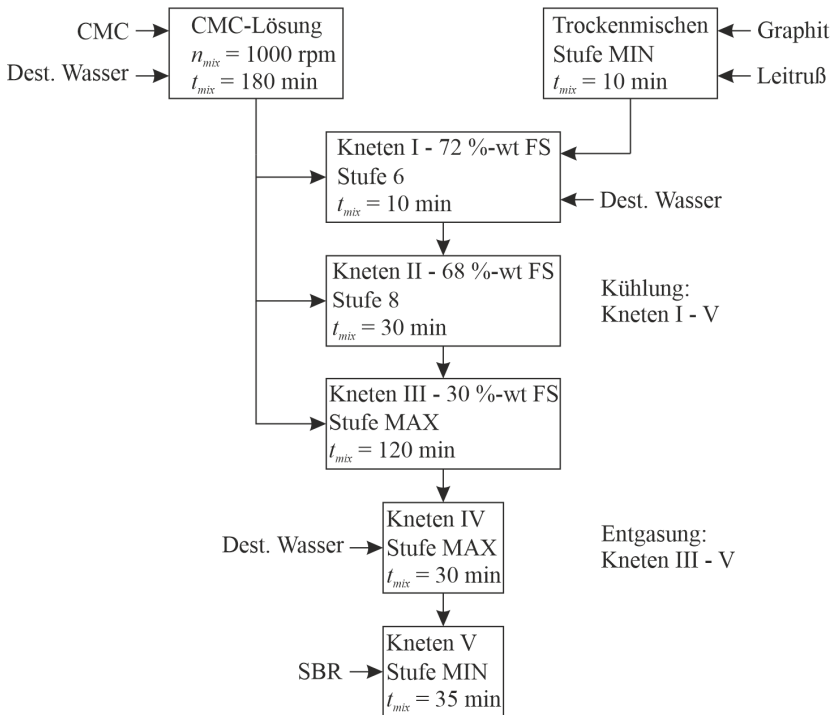 CMC
Dest. Wasser
CMC-Lösung
n_mix = 1000 rpm
t_mix = 180 min
Trockenmischen
Stufe MIN
t_mix = 10 min
Graphit
Leitruß
Kneten I - 72 %-wt FS
Stufe 6
t_mix = 10 min
Dest. Wasser
Kneten II - 68 %-wt FS
Stufe 8
t_mix = 30 min
Kühlung:
Kneten I - V
Kneten III - 30 %-wt FS
Stufe MAX
t_mix = 120 min
Dest. Wasser
Kneten IV
Stufe MAX
t_mix = 30 min
Entgasung:
Kneten III - V
SBR
Kneten V
Stufe MIN
t_mix = 35 min